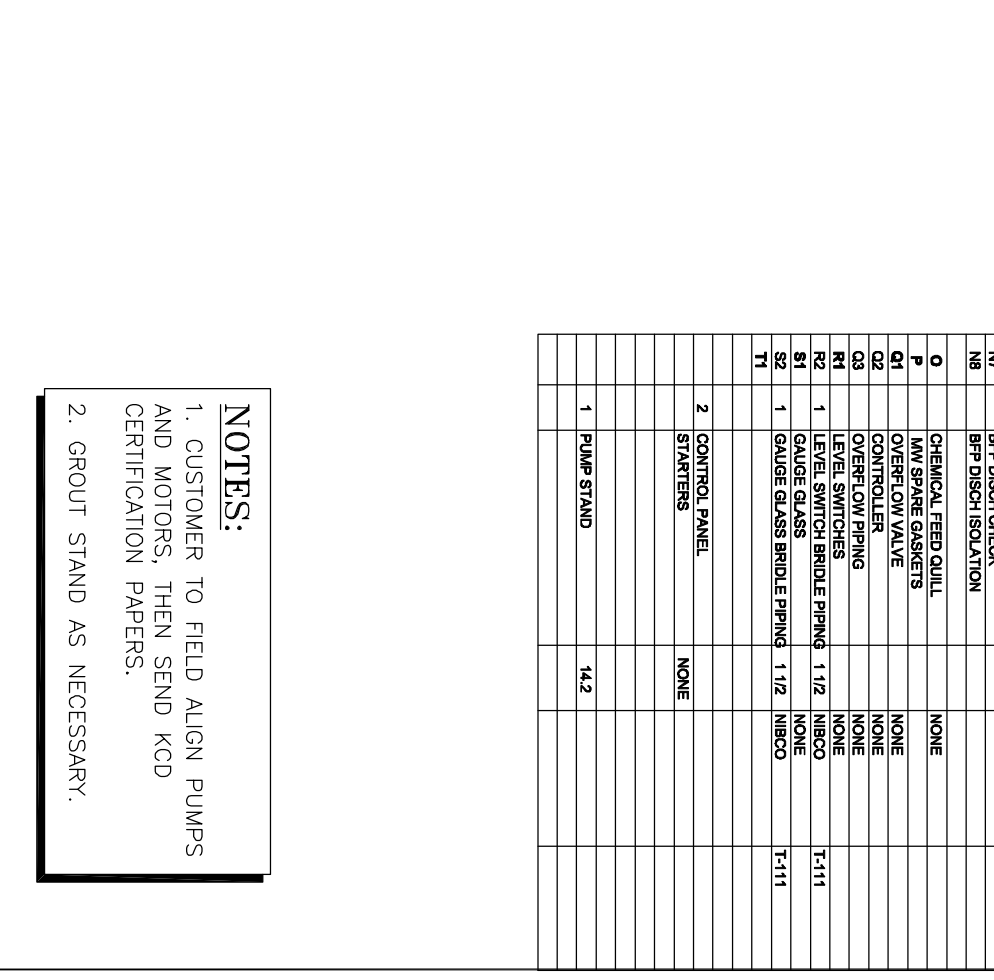 N8 BFP DISCH ISOLATION
O CHEMICAL FEED QUILL NONE
P MW SPARE GASKETS
Q1 OVERFLOW VALVE NONE
Q2 CONTROLLER NONE
Q3 OVERFLOW PIPING NONE
R1 LEVEL SWITCHES NONE
R2 1 LEVEL SWITCH BRIDLE PIPING 1 1/2 NIBCO T-111
S1 GAUGE GLASS NONE
S2 1 GAUGE GLASS BRIDLE PIPING 1 1/2 NIBCO T-111
T1
2 CONTROL PANEL
STARTERS NONE
1 PUMP STAND 14.2
NOTES:
1. CUSTOMER TO FIELD ALIGN PUMPS
AND MOTORS, THEN SEND KCD
CERTIFICATION PAPERS.
2. GROUT STAND AS NECESSARY.